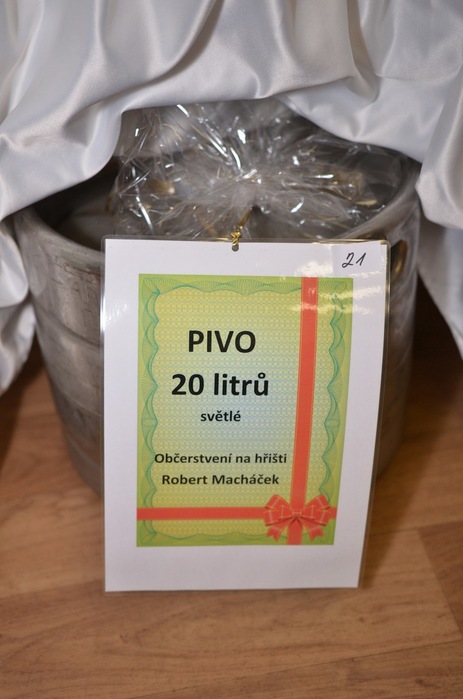 21
PIVO
20 litrů
světlé
Občerstvení na hřišti
Robert Macháček